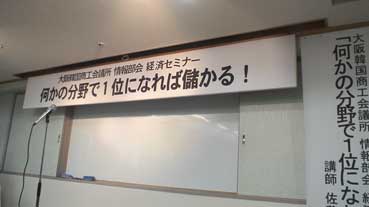 大阪韓国商工会議所 情報部会 経済セミナー
何かの分野で1位になれば儲かる!
大阪韓国商工会議所 情報部会 経
「何かの分野で1位にな
講師 佐